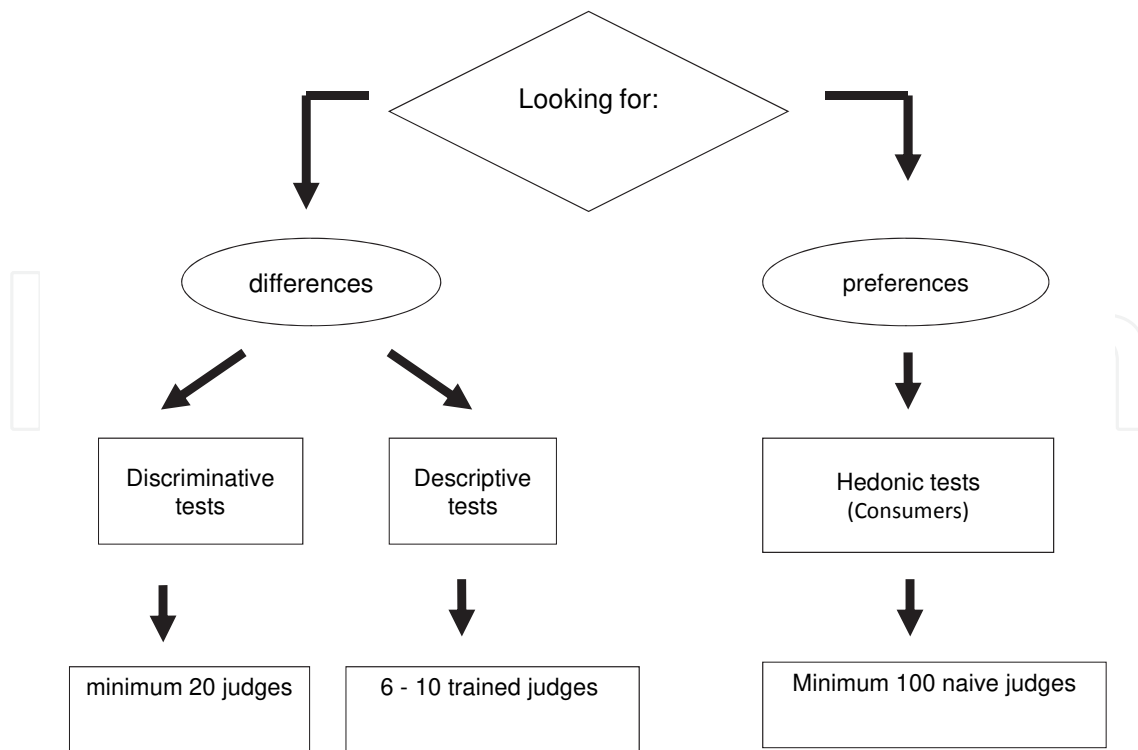 Looking for:
differences
preferences
Discriminative
tests
Descriptive
tests
Hedonic tests
(Consumers)
minimum 20 judges
6 - 10 trained judges
Minimum 100 naive judges